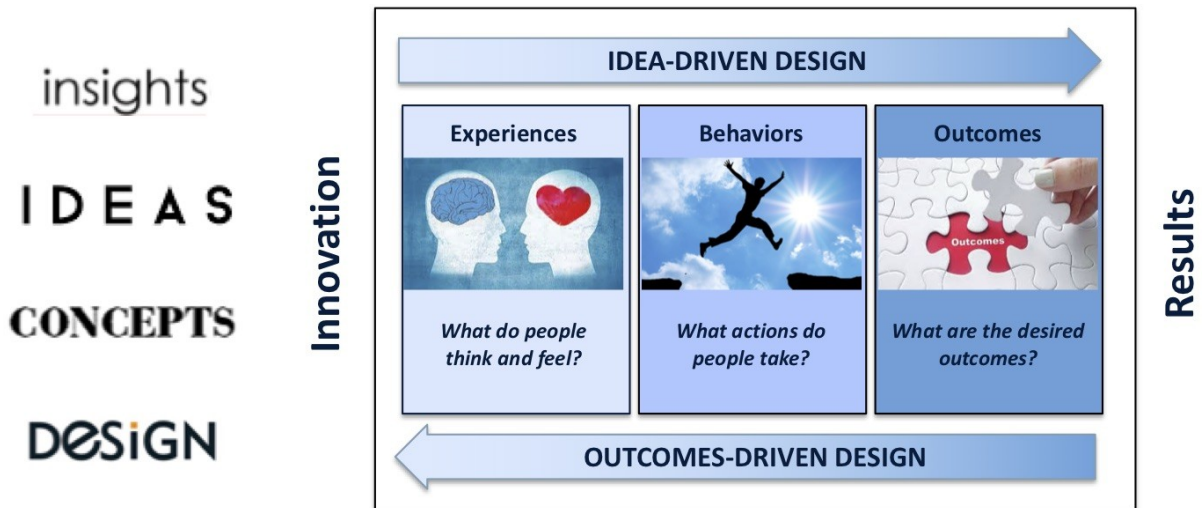 insights
IDEAS
CONCEPTS
DESiGN
Innovation
IDEA-DRIVEN DESIGN
Experiences
What do people
think and feel?
Behaviors
What actions do
people take?
Outcomes
Outcomes
What are the desired
outcomes?
OUTCOMES-DRIVEN DESIGN
Results